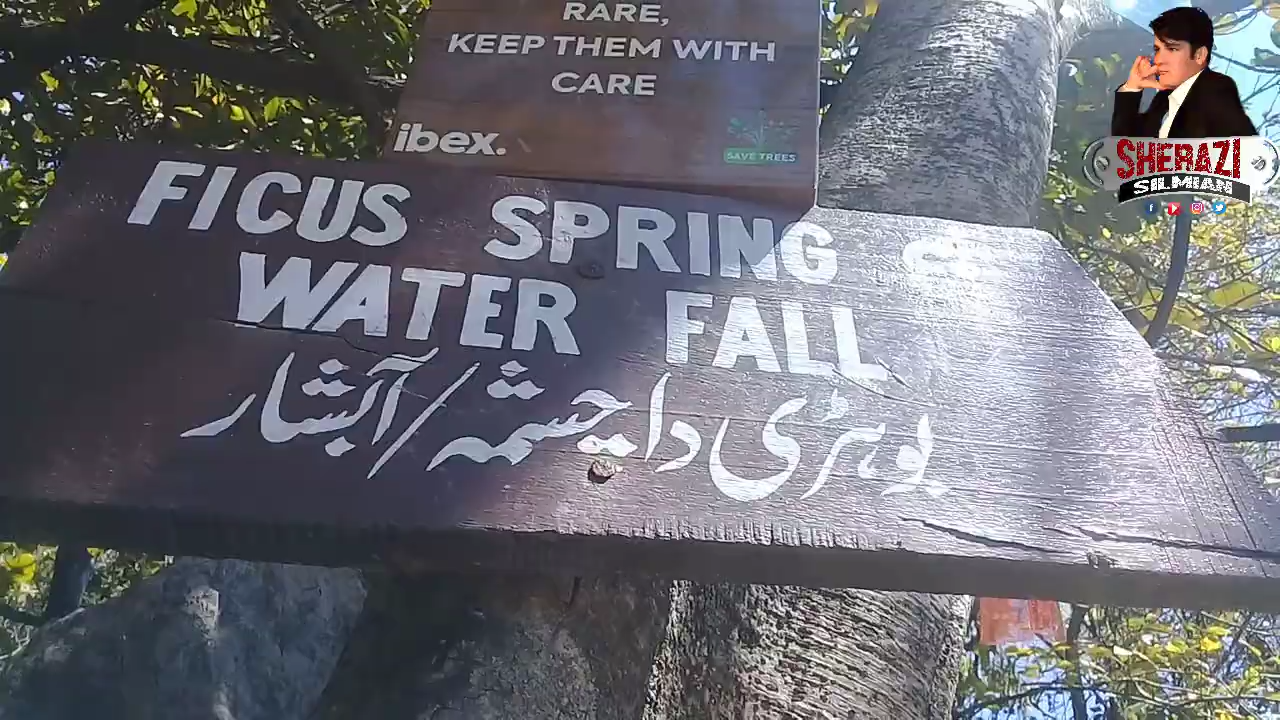 RARE,
KEEP THEM WITH
CARE
ibex.
SAVE TREES
FICUS SPRING
WATER FALL
بوہڑی دا چشمہ/آبشار
SHERAZI
SILMIAN